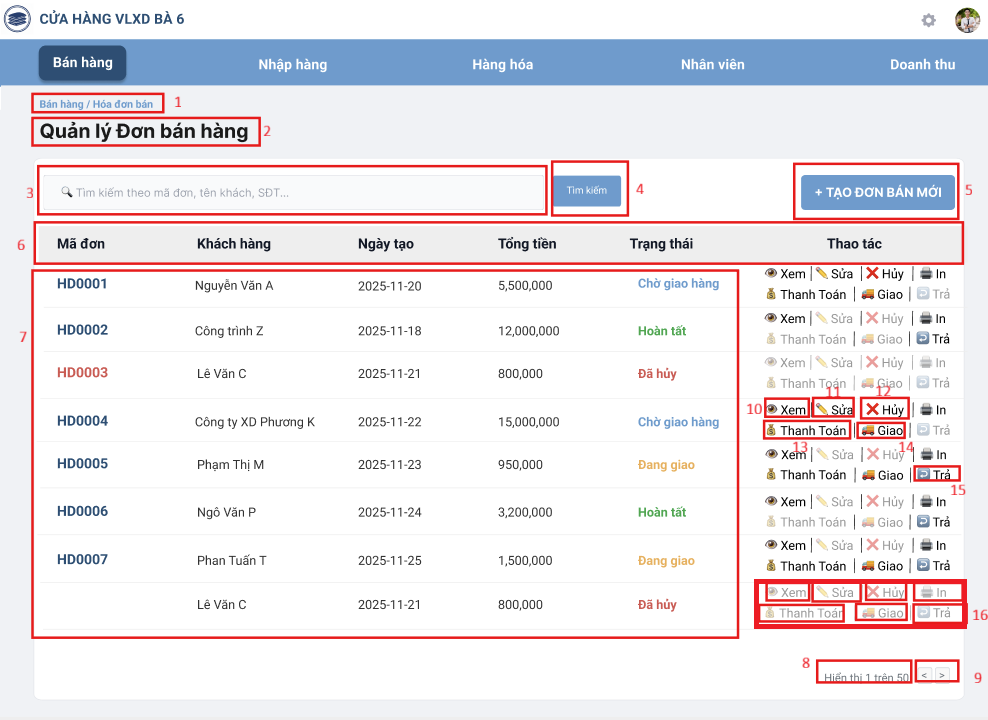 CỬA HÀNG VLXD BÀ 6
Bán hàng Nhập hàng Hàng hóa Nhân viên Doanh thu
Bán hàng / Hóa đơn bán 1
Quản lý Đơn bán hàng 2
3 Tìm kiếm theo mã đơn, tên khách, SĐT... Tìm kiếm 4 + TẠO ĐƠN BÁN MỚI 5
6 Mã đơn Khách hàng Ngày tạo Tổng tiền Trạng thái Thao tác
HD0001 Nguyễn Văn A 2025-11-20 5,500,000 Chờ giao hàng Xem | Sửa | Hủy | In
Thanh Toán | Giao | Trả
7 HD0002 Công trình Z 2025-11-18 12,000,000 Hoàn tất Xem | Sửa | Hủy | In
Thanh Toán | Giao | Trả
HD0003 Lê Văn C 2025-11-21 800,000 Đã hủy Xem | Sửa | Hủy | In
Thanh Toán | Giao | Trả
11 12
HD0004 Công ty XD Phương K 2025-11-22 15,000,000 Chờ giao hàng 10 Xem | Sửa | Hủy | In
Thanh Toán | Giao | Trả
13 14
HD0005 Phạm Thị M 2025-11-23 950,000 Đang giao Xem | Sửa | Hủy | In
Thanh Toán | Giao | Trả
15
HD0006 Ngô Văn P 2025-11-24 3,200,000 Hoàn tất Xem | Sửa | Hủy | In
Thanh Toán | Giao | Trả
HD0007 Phan Tuấn T 2025-11-25 1,500,000 Đang giao Xem | Sửa | Hủy | In
Thanh Toán | Giao | Trả
Lê Văn C 2025-11-21 800,000 Đã hủy Xem | Sửa | Hủy | In
Thanh Toán | Giao | Trả 16
8 Hiển thị 1 trên 50 < > 9